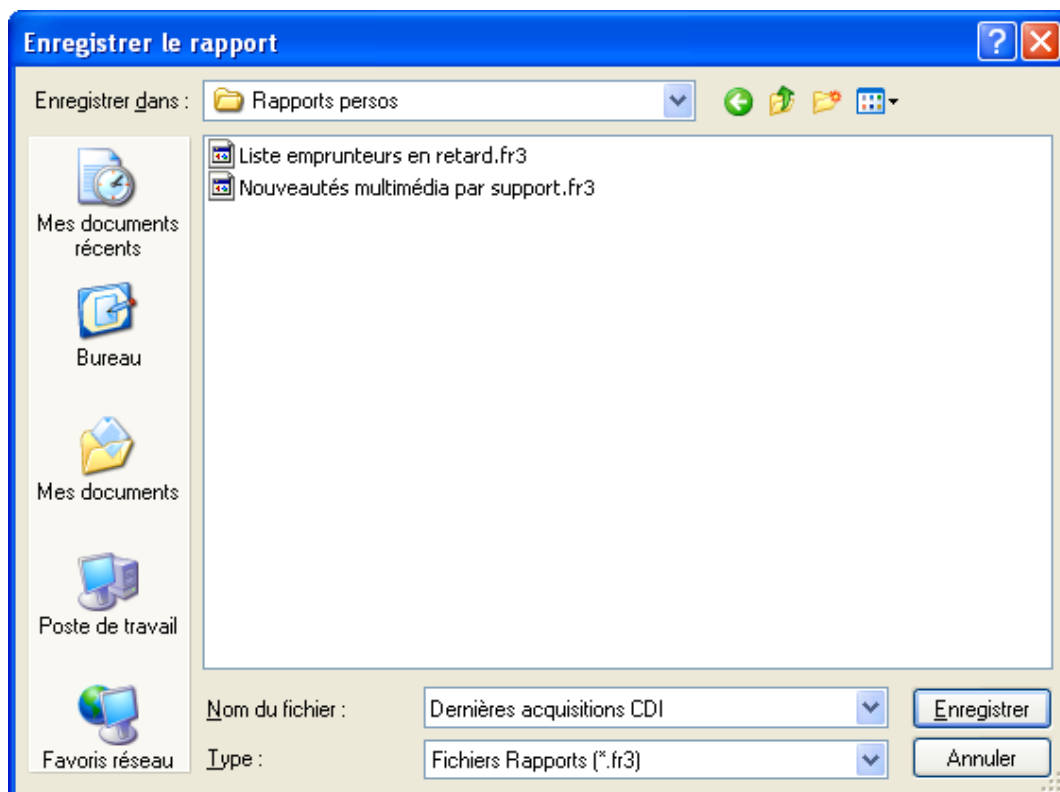 Enregistrer le rapport
Enregistrer dans :
Rapports persos
Liste emprunteurs en retard.fr3
Nouveautés multimédia par support.fr3
Mes documents
récents
Bureau
Mes documents
Poste de travail
Favoris réseau
Nom du fichier :
Dernières acquisitions CDI
Enregistrer
Type :
Fichiers Rapports (*.fr3)
Annuler